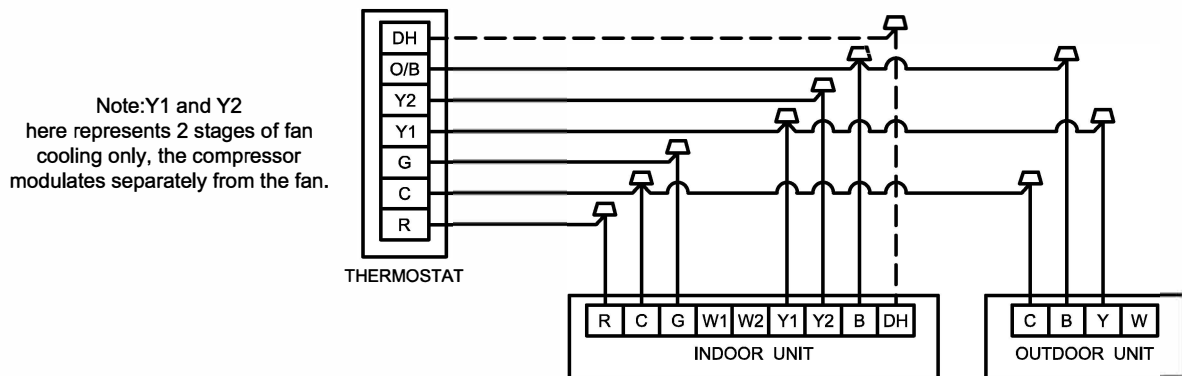 Note:Y1 and Y2
here represents 2 stages of fan
cooling only, the compressor
modulates separately from the fan.
DH
O/B
Y2
Y1
G
C
R
THERMOSTAT
R C G W1 W2 Y1 Y2 B DH
INDOOR UNIT
C B Y W
OUTDOOR UNIT